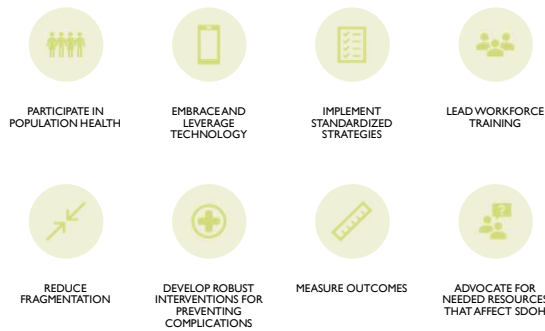 PARTICIPATE IN
POPULATION HEALTH
EMBRACE AND
LEVERAGE
TECHNOLOGY
IMPLEMENT
STANDARDIZED
STRATEGIES
LEAD WORKFORCE
TRAINING
?
REDUCE
FRAGMENTATION
DEVELOP ROBUST
INTERVENTIONS FOR
PREVENTING
COMPLICATIONS
MEASURE OUTCOMES
ADVOCATE FOR
NEEDED RESOURCES
THAT AFFECT SDOH